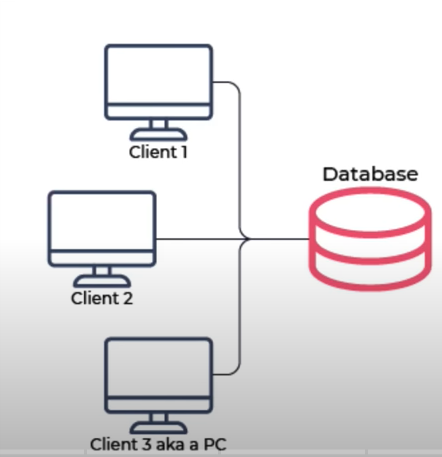 Client 1
Database
Client 2
Client 3 aka a PC